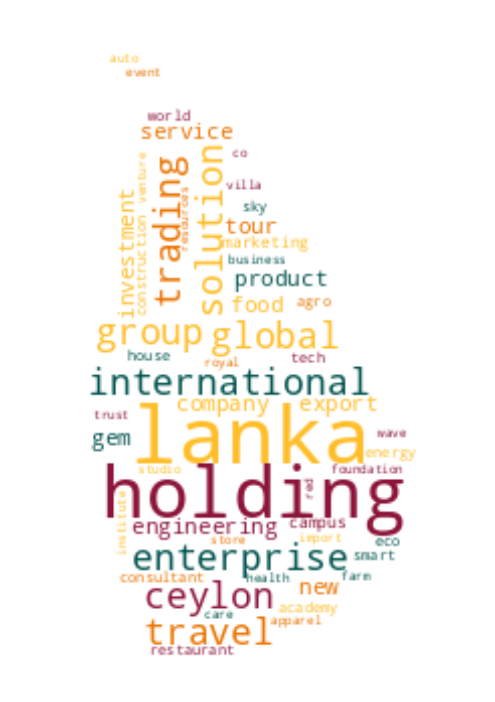 auto
event
world
service
co
trading
solution
investment
construction
venture
resources
villa
sky
tour
marketing
business
product
food
agro
group
global
house
royal
tech
international
company
export
trust
gem
lanka
wave
energy
studio
foundation
holding
red
institute
engineering
campus
store
import
eco
enterprise
smart
consultant
health
farm
new
ceylon
care
academy
apparel
travel
restaurant